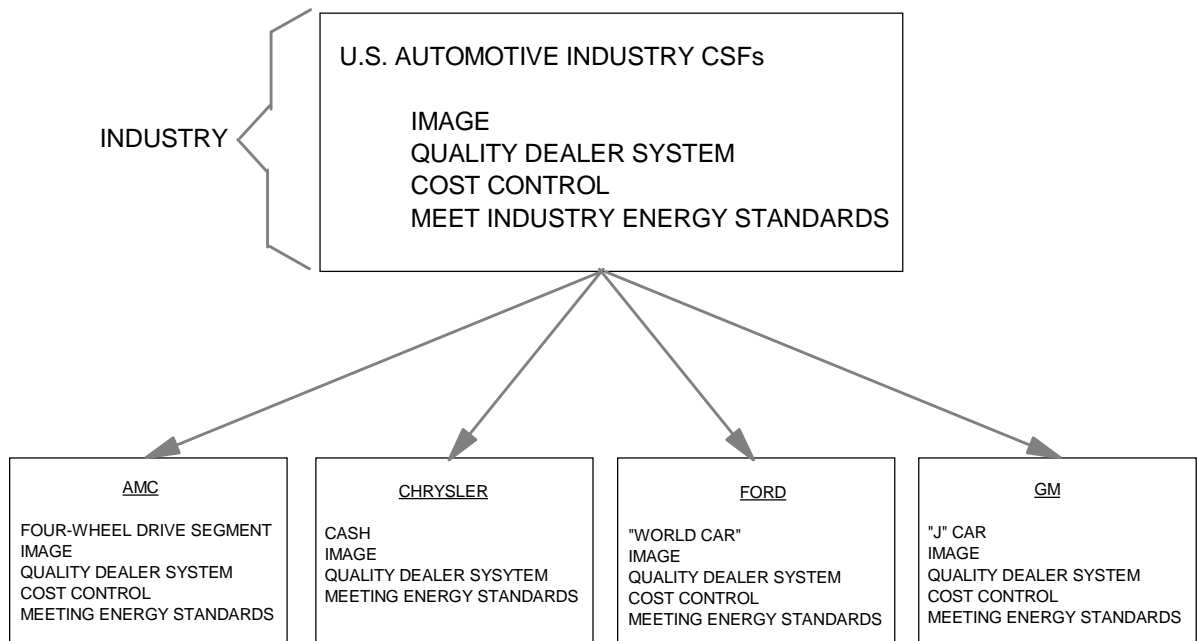 U.S. AUTOMOTIVE INDUSTRY CSFs
IMAGE
QUALITY DEALER SYSTEM
COST CONTROL
MEET INDUSTRY ENERGY STANDARDS
INDUSTRY
AMC
FOUR-WHEEL DRIVE SEGMENT
IMAGE
QUALITY DEALER SYSTEM
COST CONTROL
MEETING ENERGY STANDARDS
CHRYSLER
CASH
IMAGE
QUALITY DEALER SYSYTEM
MEETING ENERGY STANDARDS
FORD
"WORLD CAR"
IMAGE
QUALITY DEALER SYSTEM
COST CONTROL
MEETING ENERGY STANDARDS
GM
"J" CAR
IMAGE
QUALITY DEALER SYSTEM
COST CONTROL
MEETING ENERGY STANDARDS